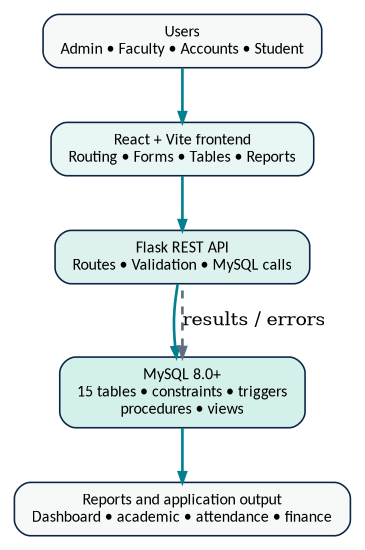 Users
Admin • Faculty • Accounts • Student
React + Vite frontend
Routing • Forms • Tables • Reports
Flask REST API
Routes • Validation • MySQL calls
results / errors
MySQL 8.0+
15 tables • constraints • triggers
procedures • views
Reports and application output
Dashboard • academic • attendance • finance